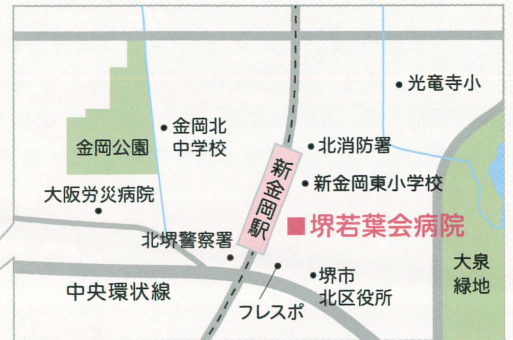 光竜寺小
金岡北
中学校
金岡公園
北消防署
新金岡東小学校
新金岡駅
大阪労災病院
堺若葉会病院
北堺警察署
大泉
緑地
中央環状線
堺市
北区役所
フレスポ